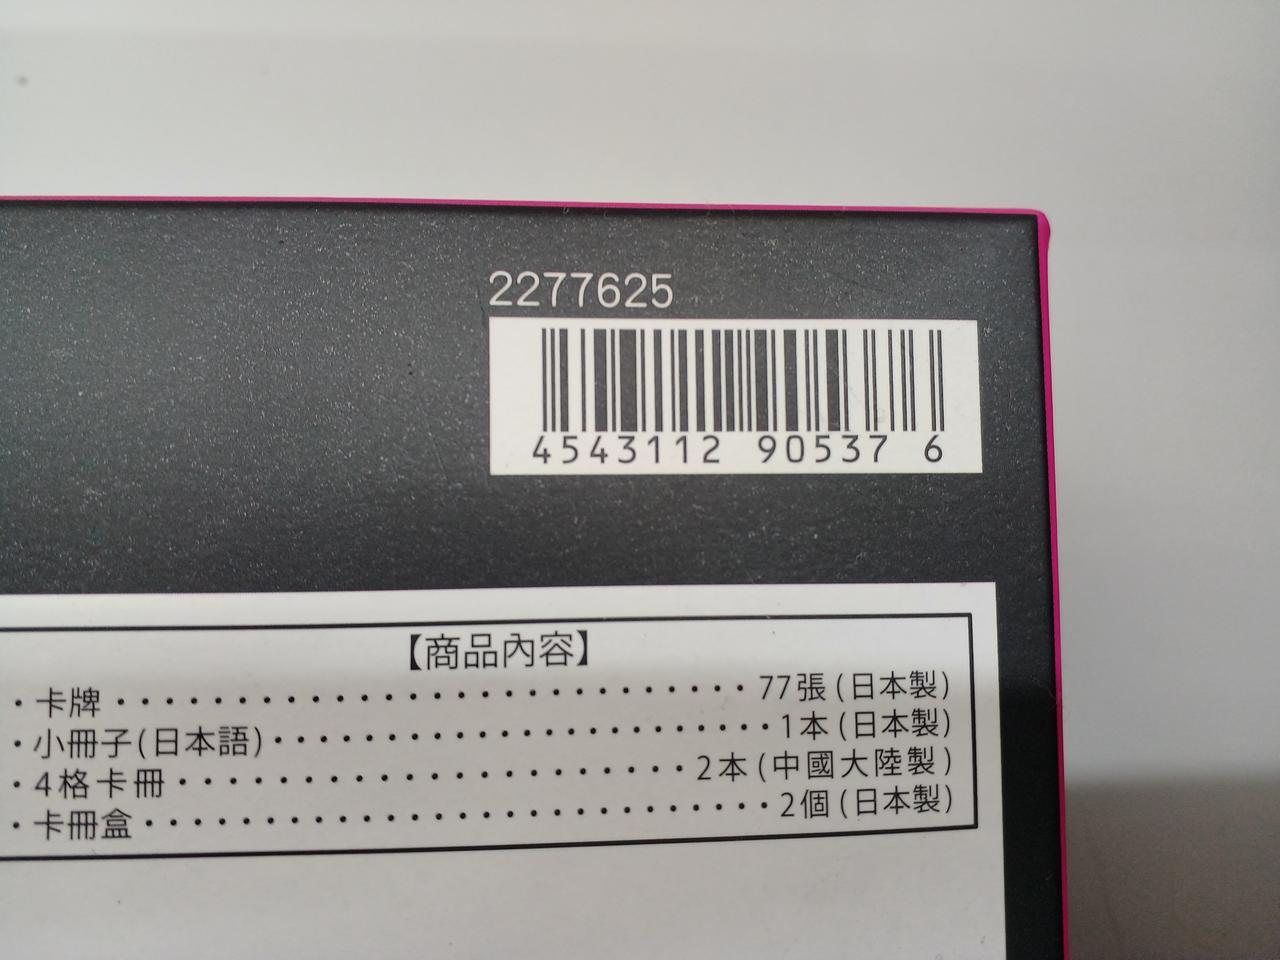 2277625
4543112 90537 6
【商品內容】
・卡牌・・・・・・・・・・・・・・・・・・・・・・・・・・77張(日本製)
・小冊子(日本語)・・・・・・・・・・・・・・・・・・・・1本(日本製)
・4格卡冊・・・・・・・・・・・・・・・・・・・・・2本(中國大陸製)
・卡冊盒・・・・・・・・・・・・・・・・・・・・・・・・2個(日本製)